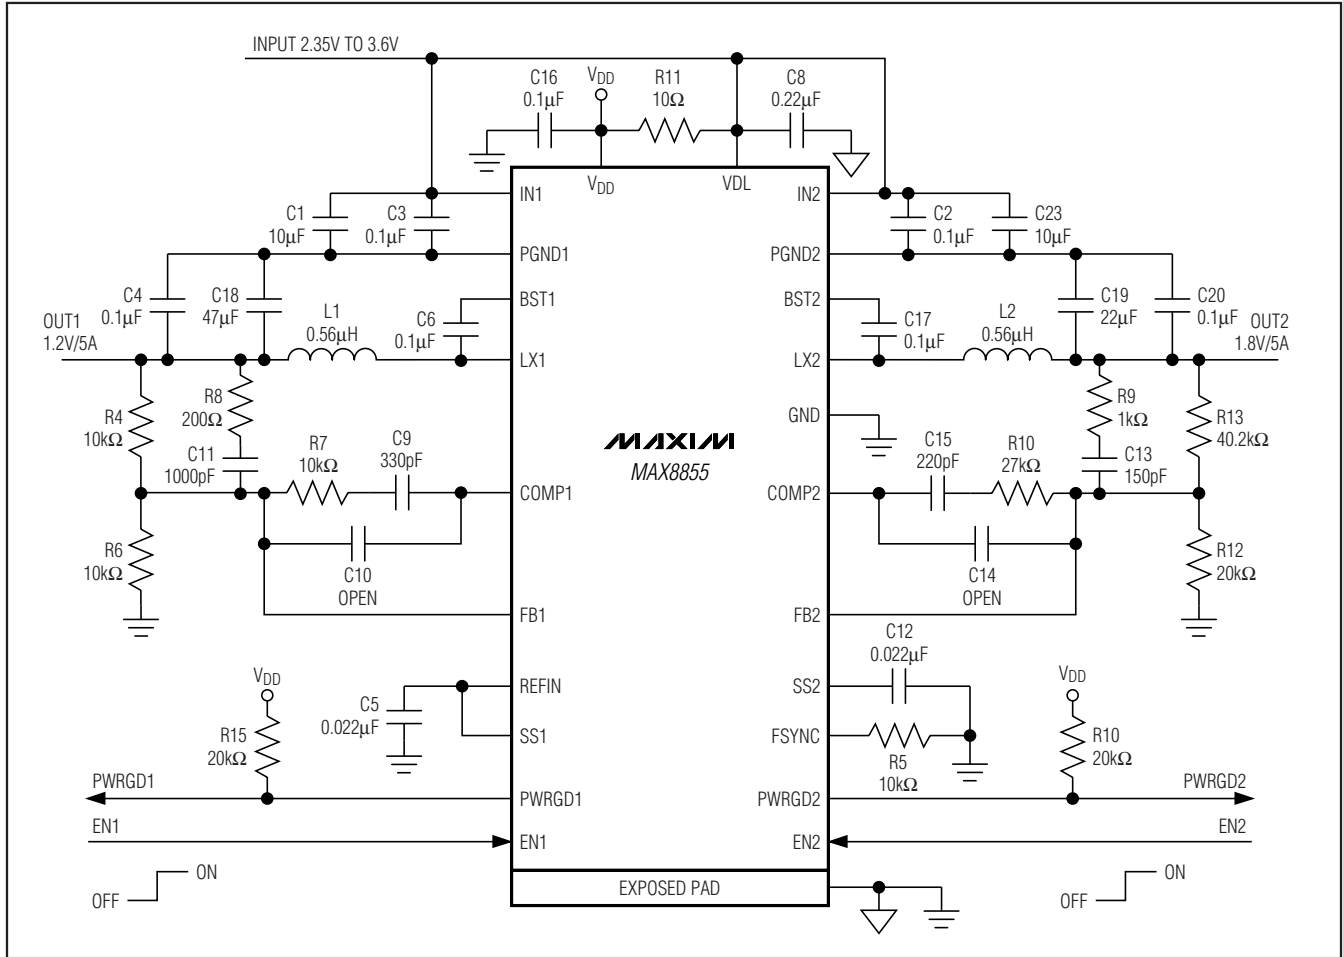 INPUT 2.35V TO 3.6V
C16
0.1µF
VDD
R11
10Ω
C8
0.22µF
VDD
VDL
IN1
IN2
C1
10µF
C3
0.1µF
C2
0.1µF
C23
10µF
PGND1
PGND2
C4
0.1µF
C18
47µF
L1
0.56µH
C6
0.1µF
BST1
BST2
C17
0.1µF
L2
0.56µH
C19
22µF
C20
0.1µF
OUT1
1.2V/5A
OUT2
1.8V/5A
LX1
LX2
R4
10kΩ
R8
200Ω
C11
1000pF
R7
10kΩ
C9
330pF
GND
MAXIM
MAX8855
C15
220pF
R10
27kΩ
R9
1kΩ
C13
150pF
R13
40.2kΩ
COMP1
COMP2
R6
10kΩ
C10
OPEN
C14
OPEN
R12
20kΩ
FB1
FB2
C12
0.022µF
VDD
R15
20kΩ
C5
0.022µF
REFIN
SS1
SS2
FSYNC
R5
10kΩ
VDD
R10
20kΩ
PWRGD1
PWRGD1
PWRGD2
PWRGD2
EN1
EN1
EN2
EN2
OFF
ON
EXPOSED PAD
OFF
ON